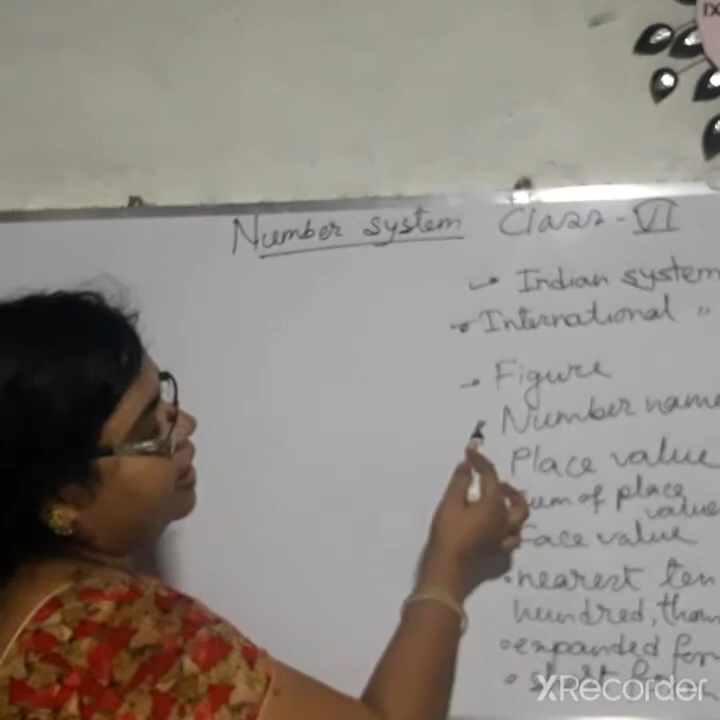 IX
Number system Class-VI
Indian system
International "
Figure
Number name
Place value
Sum of place
value
Face value
nearest ten
hundred, thou
expanded for
XRecorder